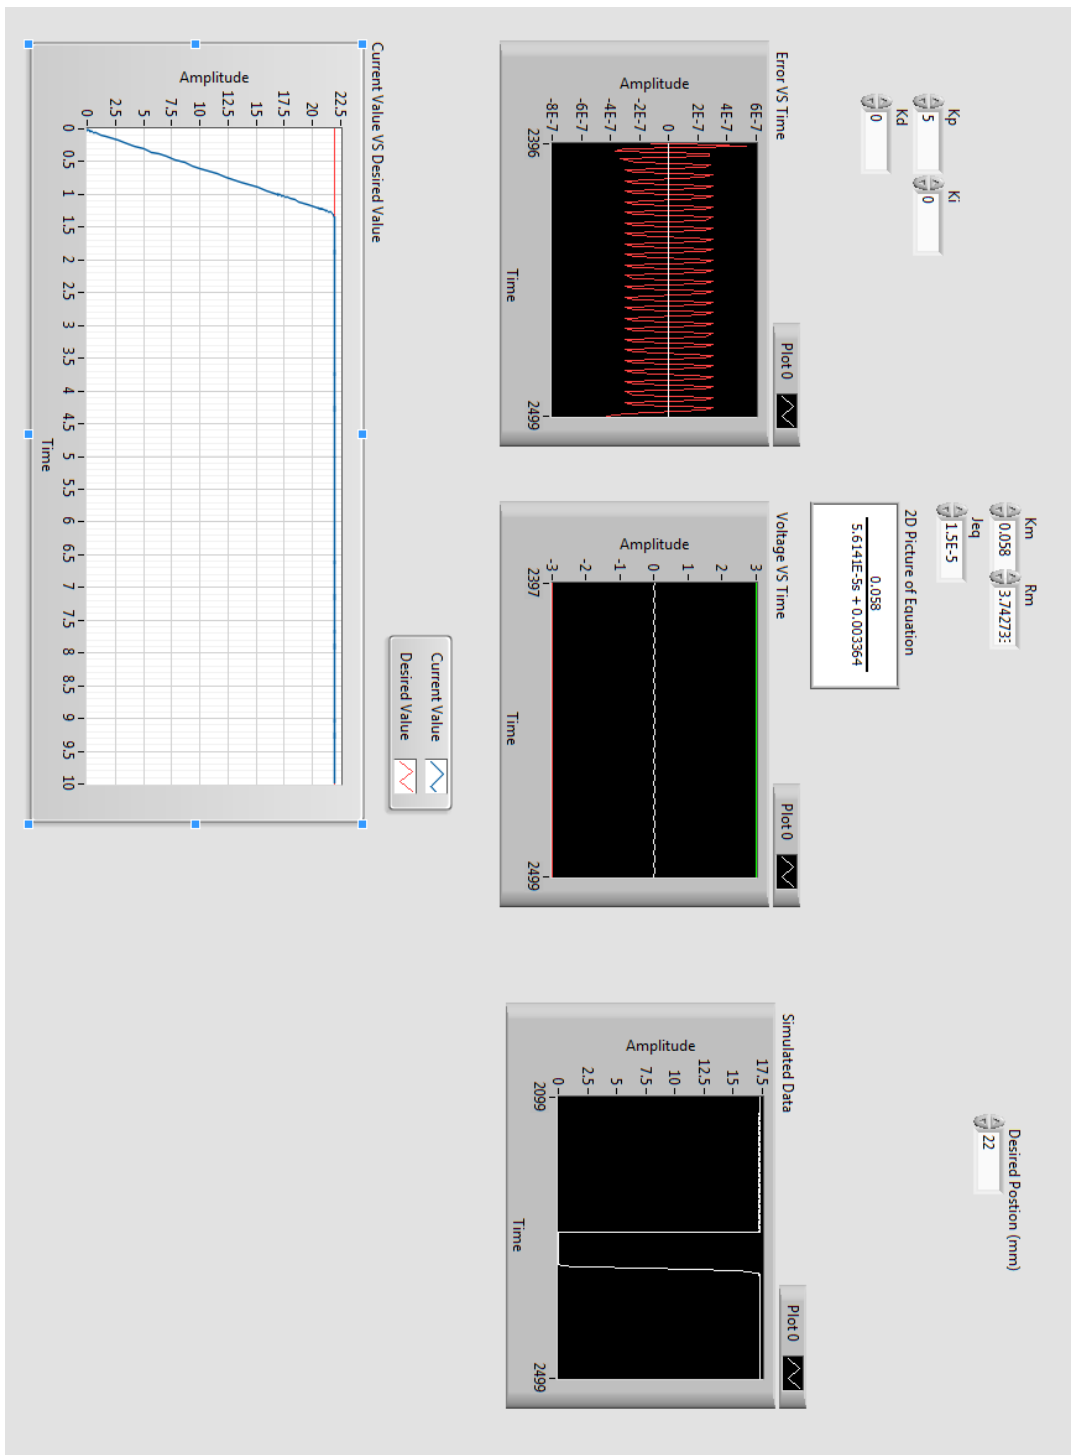 Kp
5
Ki
0
Kd
0
Km
0.058
Rm
3.74273
Jeq
1.5E-5
2D Picture of Equation
0.058
5.6141E-5s + 0.003364
Desired Postion (mm)
22
Error VS Time
Plot 0
Amplitude
6E-7
4E-7
2E-7
0
-2E-7
-4E-7
-6E-7
-8E-7
2396
2499
Time
Voltage VS Time
Plot 0
Amplitude
3
2
1
0
-1
-2
-3
2397
2499
Time
Simulated Data
Plot 0
Amplitude
17.5
15
12.5
10
7.5
5
2.5
0
2099
2499
Time
Current Value VS Desired Value
Current Value
Desired Value
Amplitude
22.5
20
17.5
15
12.5
10
7.5
5
2.5
0
0 0.5 1 1.5 2 2.5 3 3.5 4 4.5 5 5.5 6 6.5 7 7.5 8 8.5 9 9.5 10
Time